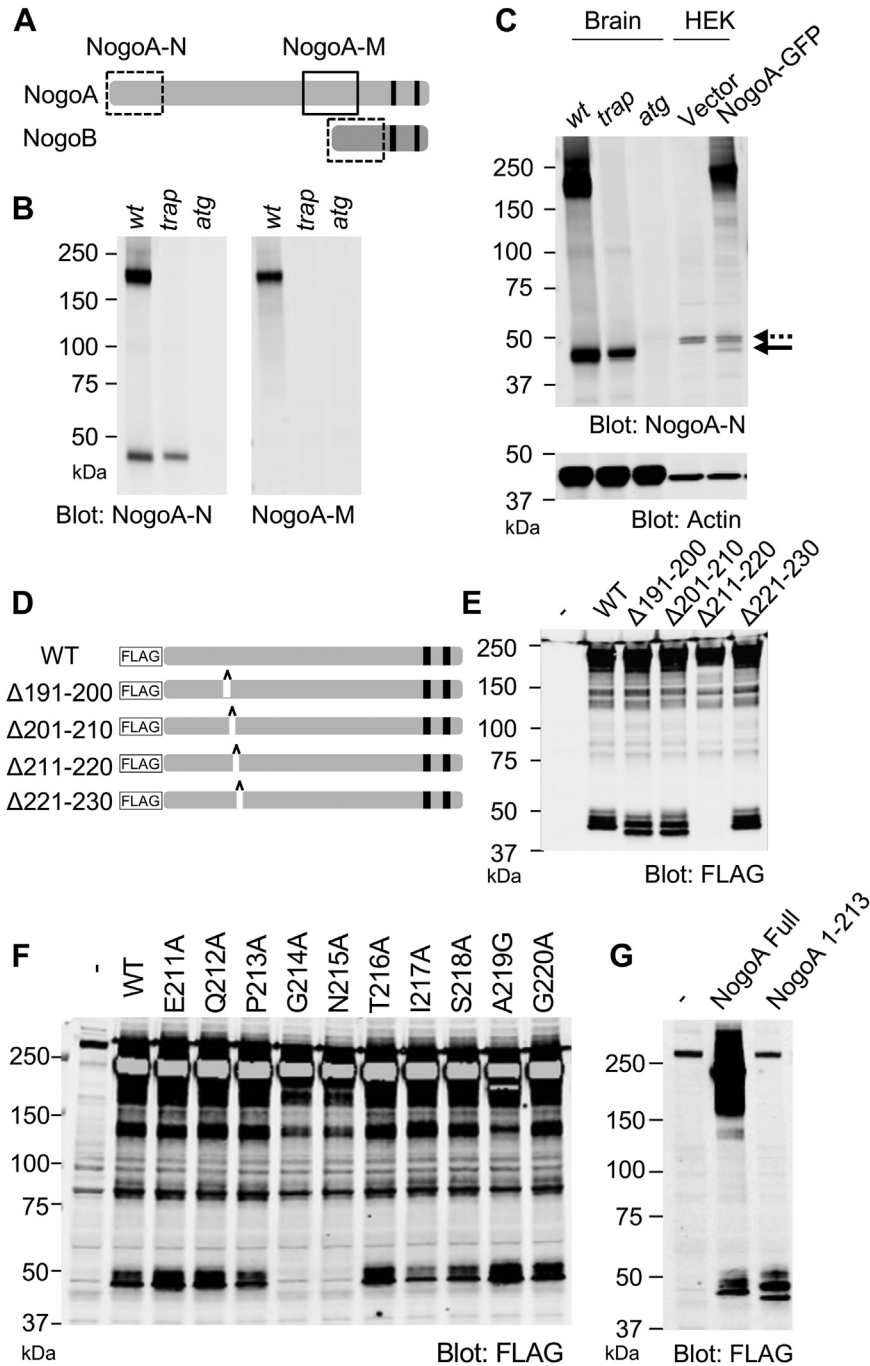 A
NogoA-N
NogoA-M
NogoA
NogoB
B
wt
trap
atg
wt
trap
atg
250
150
100
75
50
kDa
Blot: NogoA-N
NogoA-M
C
Brain
HEK
wt
trap
atg
Vector
NogoA-GFP
250
150
100
75
50
37
Blot: NogoA-N
50
37
kDa
Blot: Actin
D
WT
FLAG
Δ191-200
FLAG
Δ201-210
FLAG
Δ211-220
FLAG
Δ221-230
FLAG
E
-
WT
Δ191-200
Δ201-210
Δ211-220
Δ221-230
250
150
100
75
50
37
kDa
Blot: FLAG
F
-
WT
E211A
Q212A
P213A
G214A
N215A
T216A
I217A
S218A
A219G
G220A
250
150
100
75
50
37
kDa
Blot: FLAG
G
-
NogoA Full
NogoA 1-213
250
150
100
75
50
37
kDa
Blot: FLAG